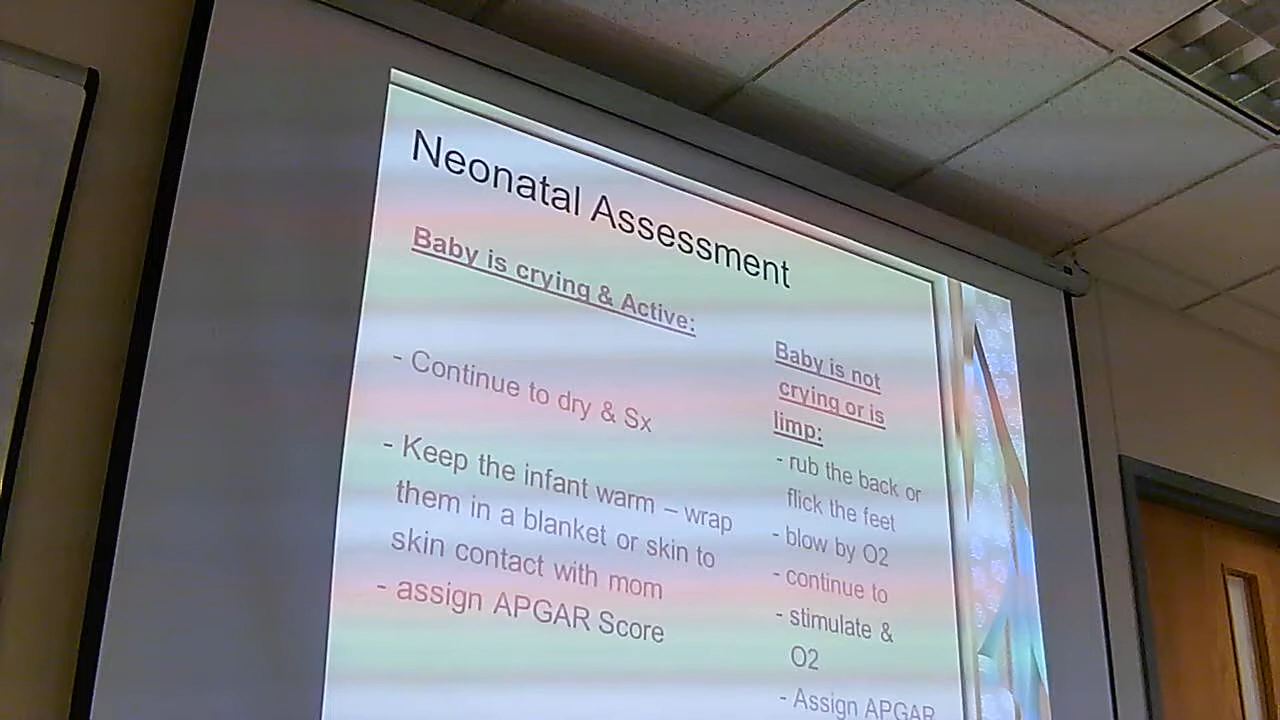 Neonatal Assessment
Baby is crying & Active:
- Continue to dry & Sx
- Keep the infant warm – wrap
them in a blanket or skin to
skin contact with mom
- assign APGAR Score
Baby is not
crying or is
limp:
- rub the back or
flick the feet
- blow by O2
- continue to
- stimulate &
O2
- Assign APGAR